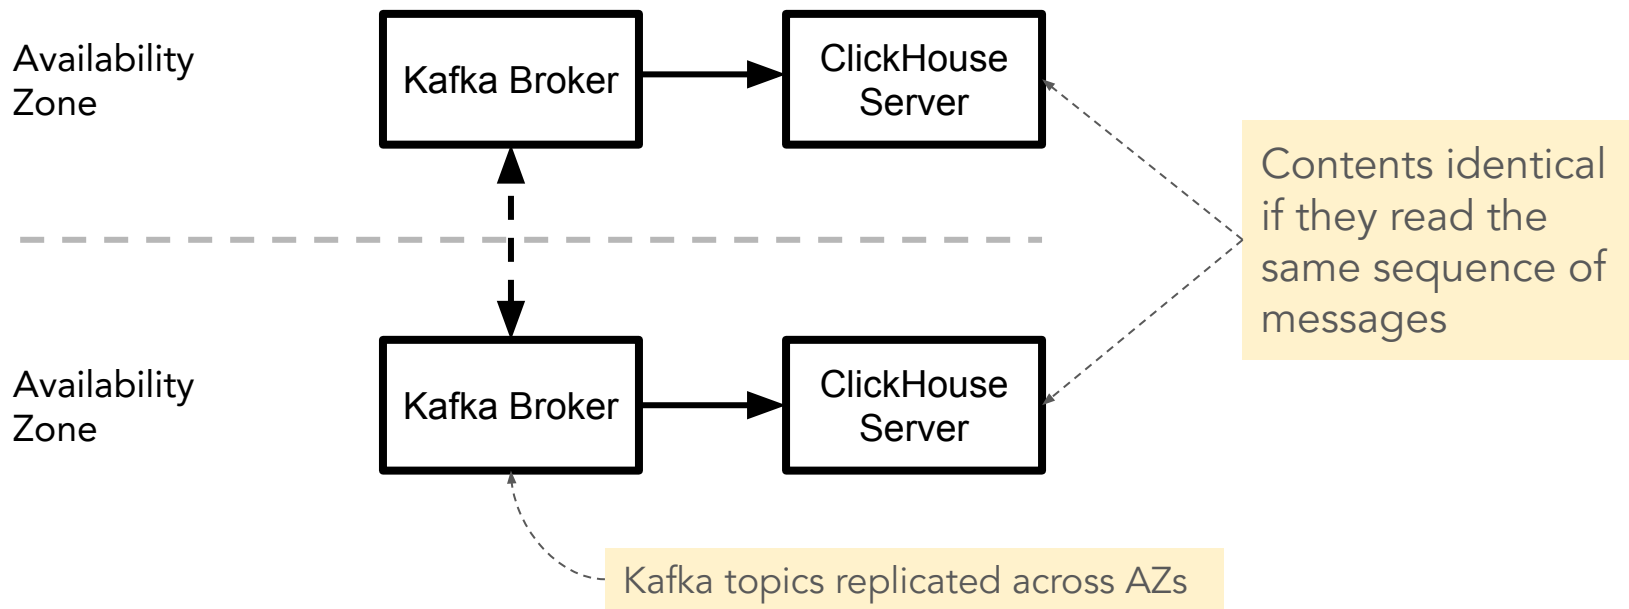 Availability
Zone
Kafka Broker
ClickHouse
Server
Contents identical
if they read the
same sequence of
messages
Availability
Zone
Kafka Broker
ClickHouse
Server
Kafka topics replicated across AZs